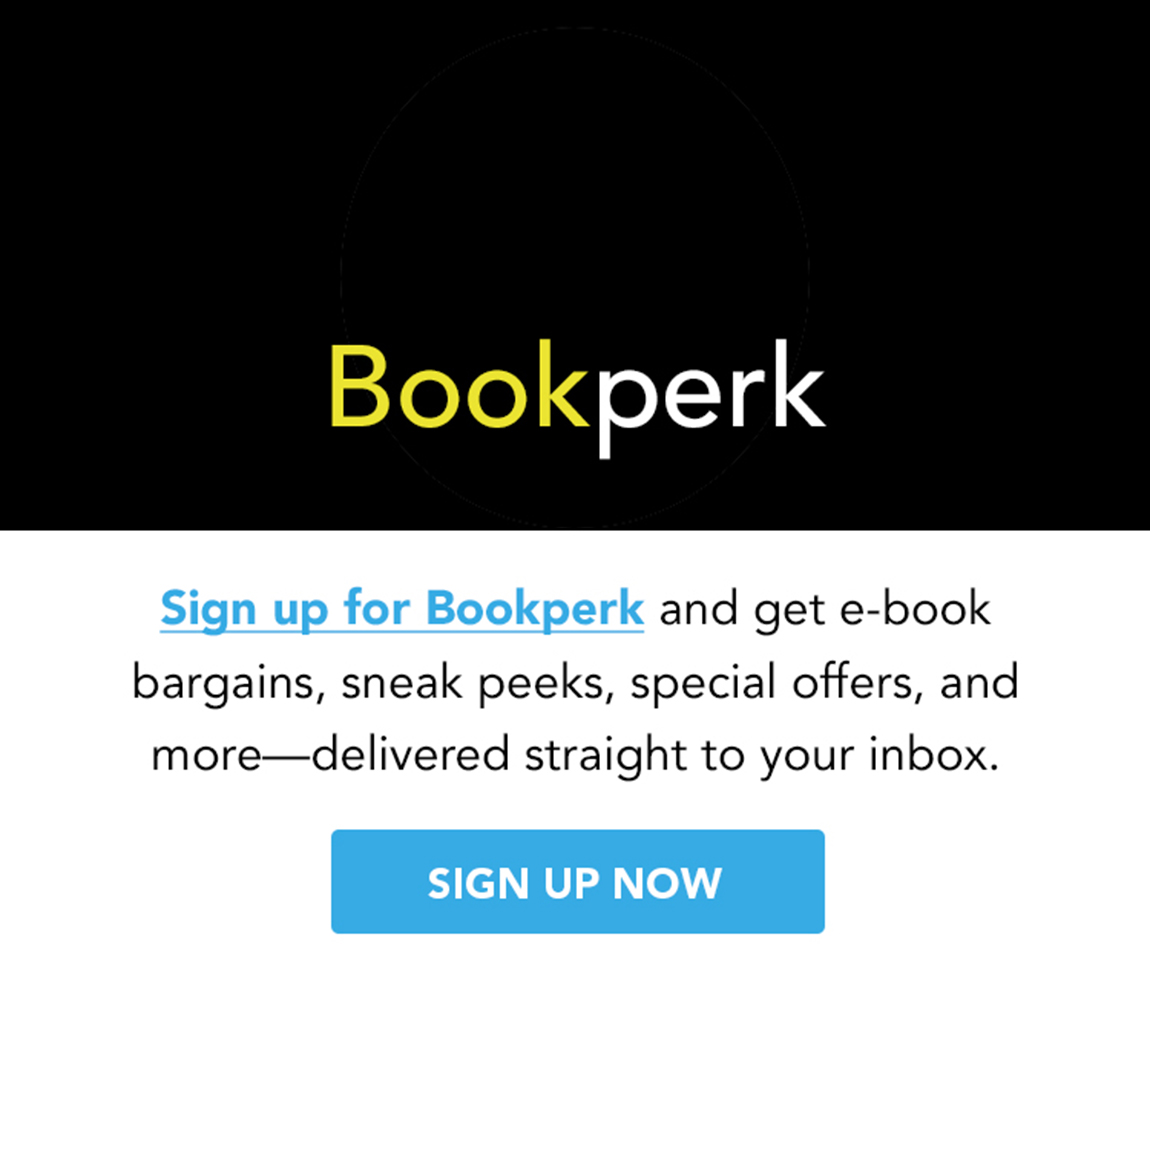 Bookperk
Sign up for Bookperk and get e-book
bargains, sneak peeks, special offers, and
more—delivered straight to your inbox.
SIGN UP NOW